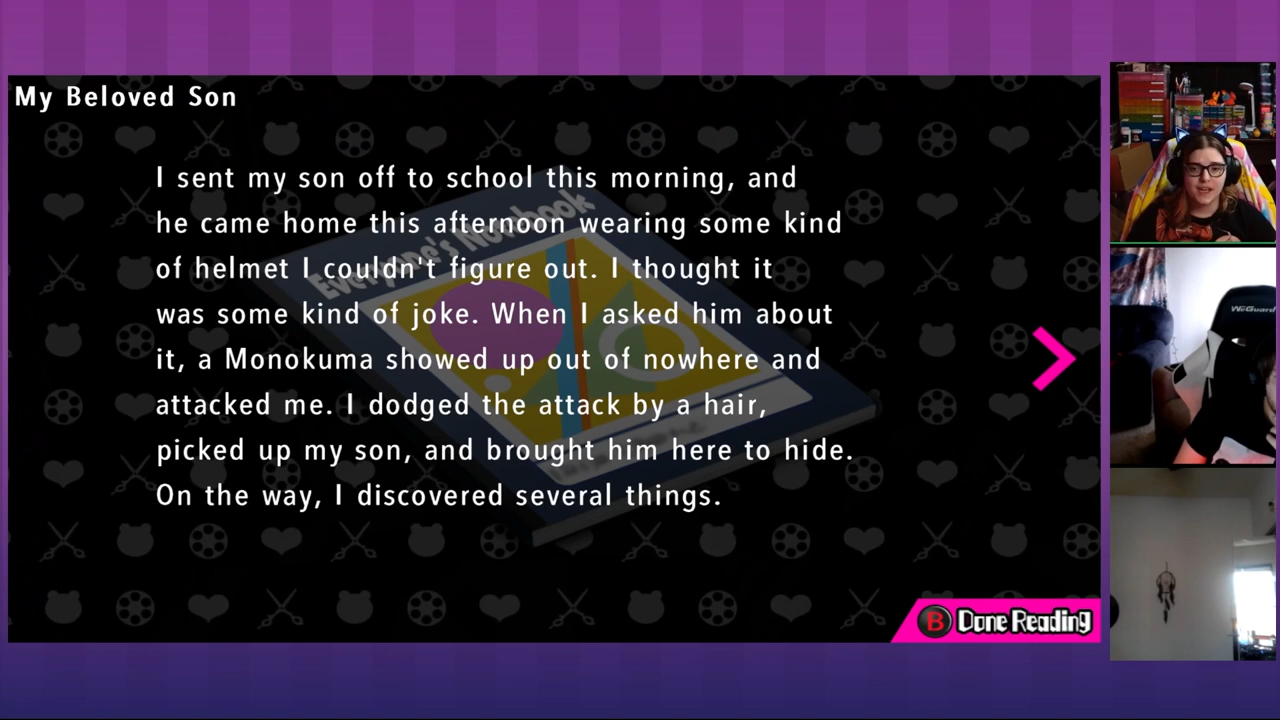 My Beloved Son
I sent my son off to school this morning, and
he came home this afternoon wearing some kind
of helmet I couldn't figure out. I thought it
was some kind of joke. When I asked him about
it, a Monokuma showed up out of nowhere and
attacked me. I dodged the attack by a hair,
picked up my son, and brought him here to hide.
On the way, I discovered several things.
Everyone's Notebook
B Done Reading